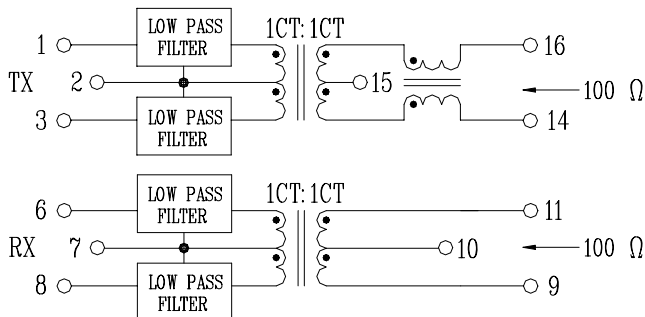 LOW PASS
FILTER
1CT:1CT
1
16
TX
2
15
100 Ω
LOW PASS
FILTER
3
14
LOW PASS
FILTER
1CT:1CT
6
11
RX
7
10
100 Ω
LOW PASS
FILTER
8
9